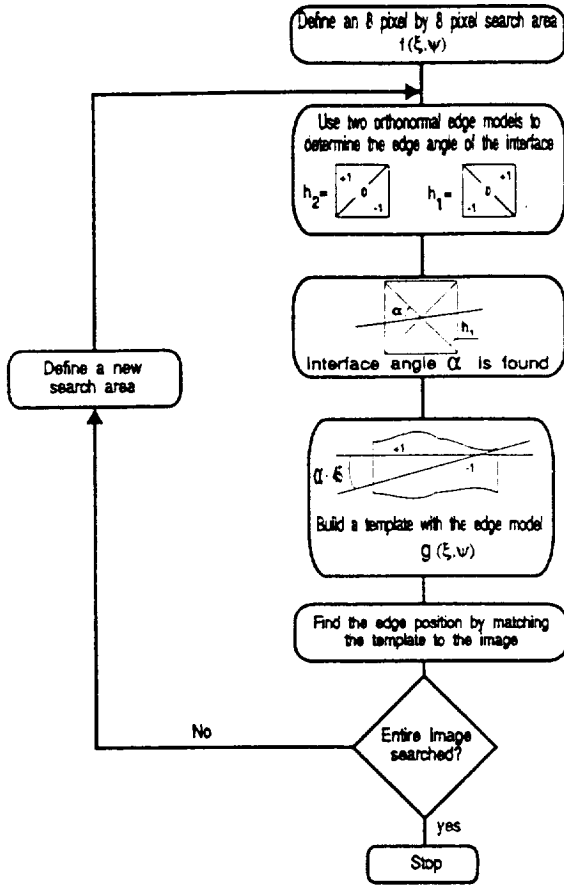 Define an 8 pixel by 8 pixel search area
f(ξ,ψ)
Use two orthonormal edge models to
determine the edge angle of the interface
h2= +1 0 -1
h1= +1 0 -1
α
h1
Interface angle α is found
+1
-1
α - 45
Build a template with the edge model
g(ξ,ψ)
Find the edge position by matching
the template to the image
Entire image
searched?
No
yes
Stop
Define a new
search area